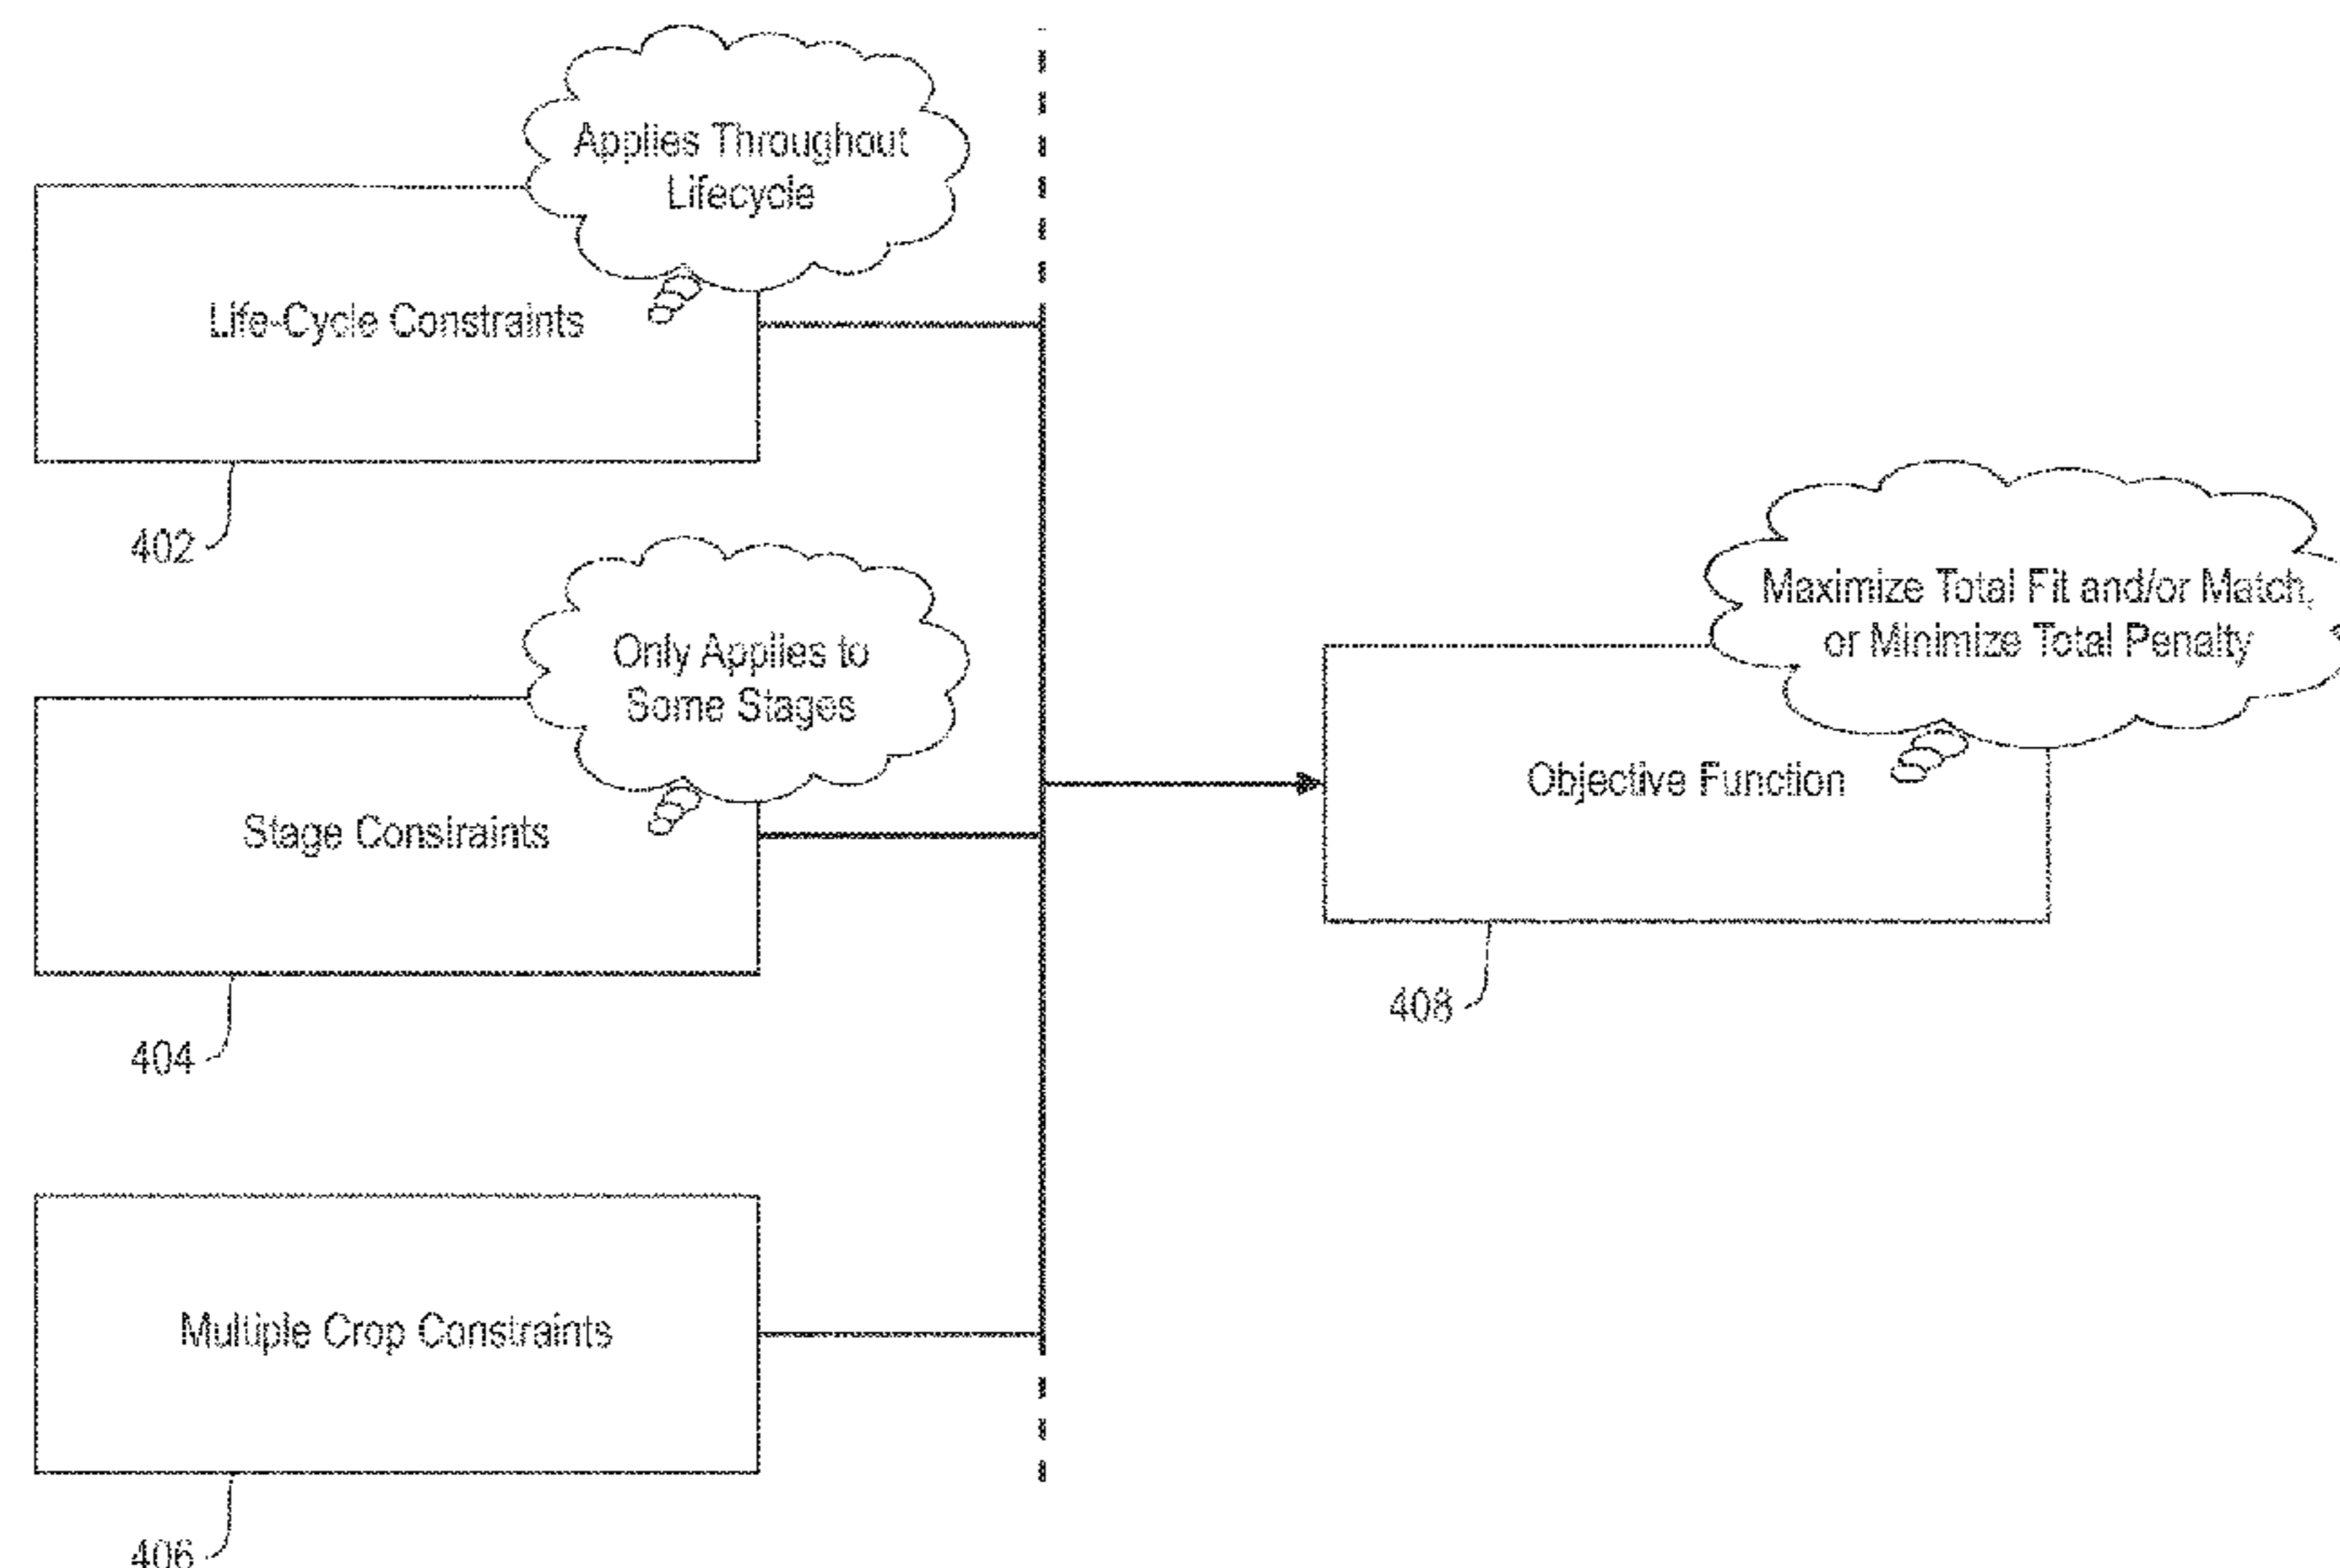 Applies Throughout
Lifecycle
Life-Cycle Constraints
402
Only Applies to
Some Stages
Stage Constraints
404
Multiple Crop Constraints
406
Maximize Total Fit and/or Match,
or Minimize Total Penalty
Objective Function
408